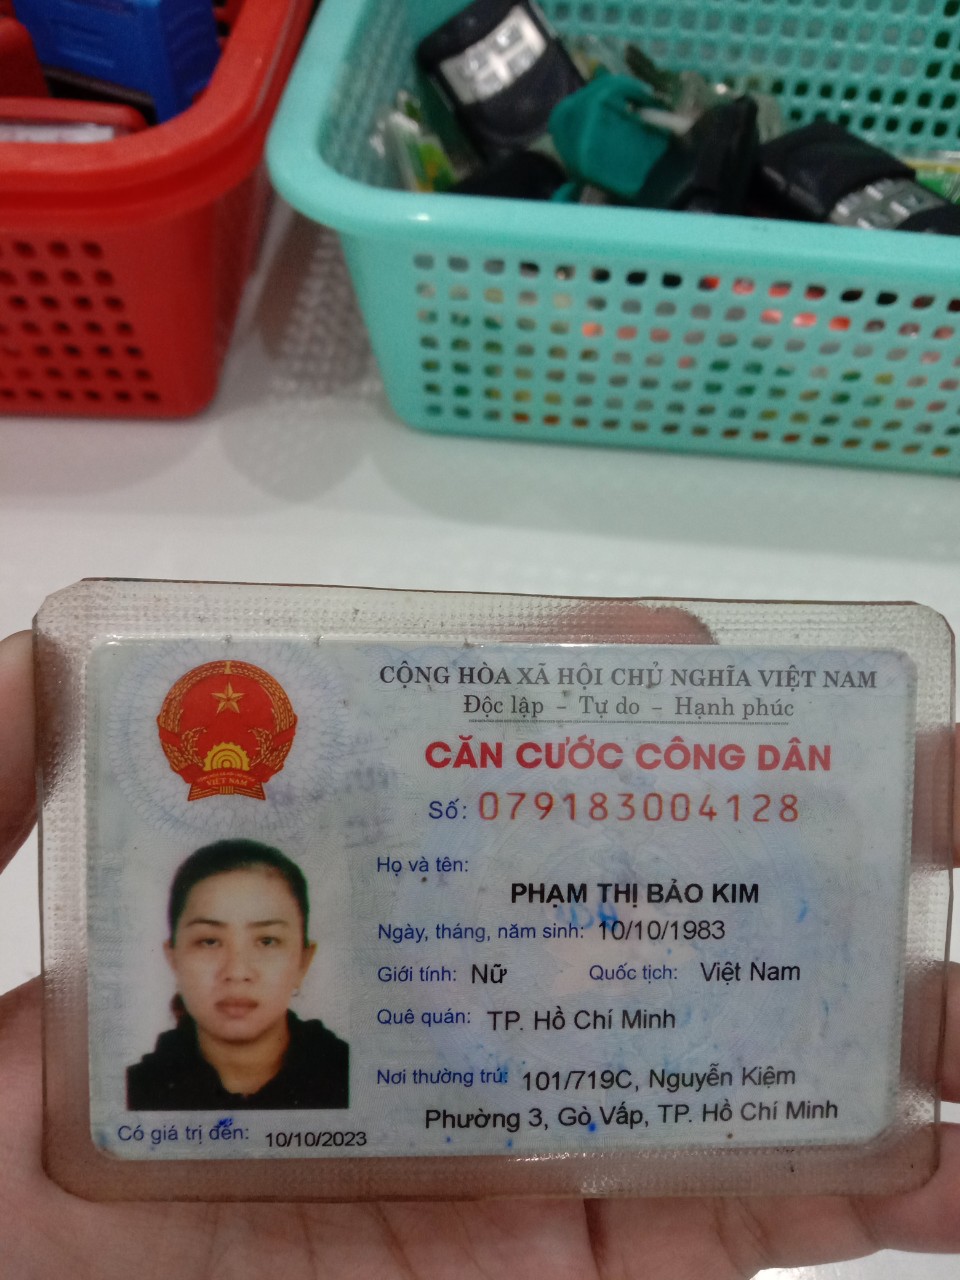 CỘNG HÒA XÃ HỘI CHỦ NGHĨA VIỆT NAM
Độc lập - Tự do - Hạnh phúc
CĂN CƯỚC CÔNG DÂN
Số: 079183004128
Họ và tên:
PHẠM THỊ BẢO KIM
Ngày, tháng, năm sinh: 10/10/1983
Giới tính: Nữ Quốc tịch: Việt Nam
Quê quán: TP. Hồ Chí Minh
Nơi thường trú: 101/719C, Nguyễn Kiệm
Phường 3, Gò Vấp, TP. Hồ Chí Minh
Có giá trị đến: 10/10/2023
VIỆT NAM